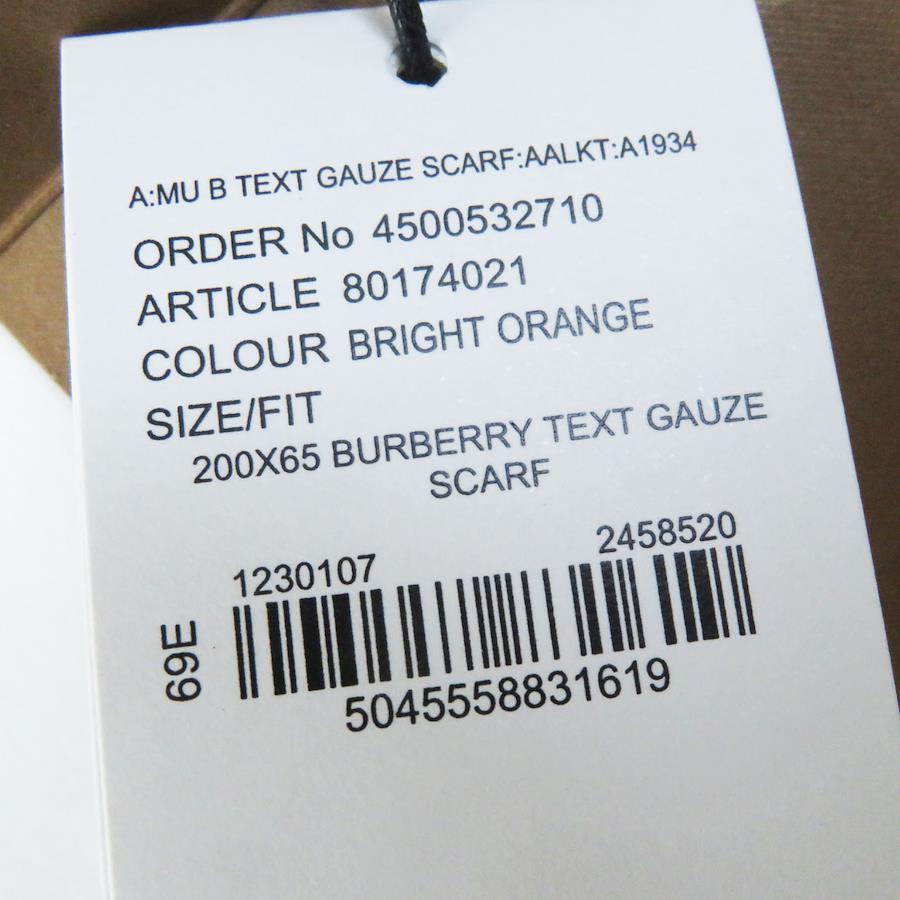 A:MU B TEXT GAUZE SCARF:AALKT:A1934
ORDER No 4500532710
ARTICLE 80174021
COLOUR BRIGHT ORANGE
SIZE/FIT
200X65 BURBERRY TEXT GAUZE
SCARF
1230107 2458520
69E
5045558831619